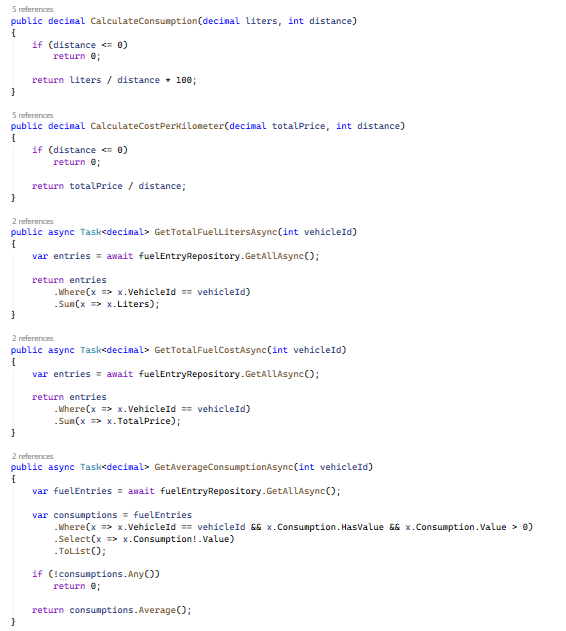 5 references
public decimal CalculateConsumption(decimal liters, int distance)
{
    if (distance <= 0)
        return 0;

    return liters / distance * 100;
}

5 references
public decimal CalculateCostPerKilometer(decimal totalPrice, int distance)
{
    if (distance <= 0)
        return 0;

    return totalPrice / distance;
}

2 references
public async Task<decimal> GetTotalFuelLitersAsync(int vehicleId)
{
    var entries = await fuelEntryRepository.GetAllAsync();

    return entries
        .Where(x => x.VehicleId == vehicleId)
        .Sum(x => x.Liters);
}

2 references
public async Task<decimal> GetTotalFuelCostAsync(int vehicleId)
{
    var entries = await fuelEntryRepository.GetAllAsync();

    return entries
        .Where(x => x.VehicleId == vehicleId)
        .Sum(x => x.TotalPrice);
}

2 references
public async Task<decimal> GetAverageConsumptionAsync(int vehicleId)
{
    var fuelEntries = await fuelEntryRepository.GetAllAsync();

    var consumptions = fuelEntries
        .Where(x => x.VehicleId == vehicleId && x.Consumption.HasValue && x.Consumption.Value > 0)
        .Select(x => x.Consumption!.Value)
        .ToList();

    if (!consumptions.Any())
        return 0;

    return consumptions.Average();
}